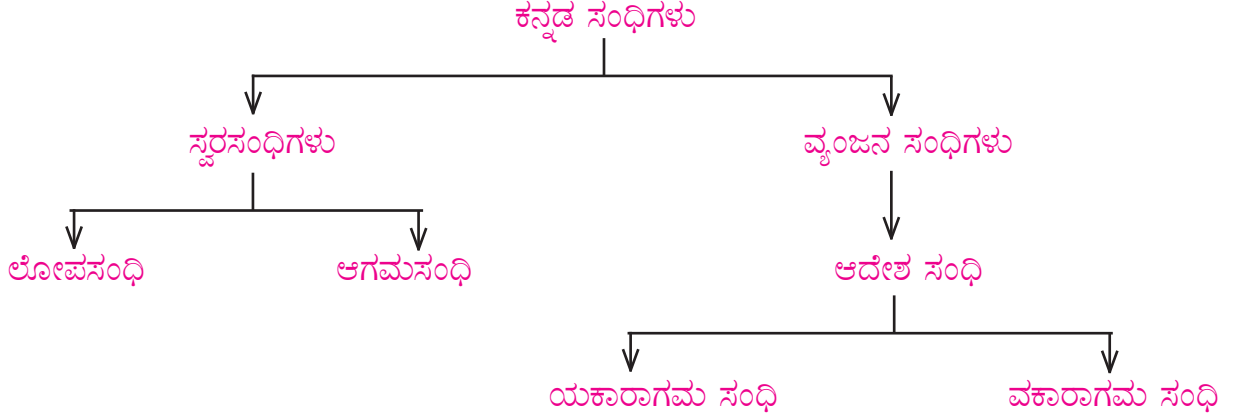 ಕನ್ನಡ ಸಂಧಿಗಳು
ಸ್ವರಸಂಧಿಗಳು ವ್ಯಂಜನ ಸಂಧಿಗಳು
ಲೋಪಸಂಧಿ ಆಗಮಸಂಧಿ ಆದೇಶ ಸಂಧಿ
ಯಕಾರಾಗಮ ಸಂಧಿ ವಕಾರಾಗಮ ಸಂಧಿ